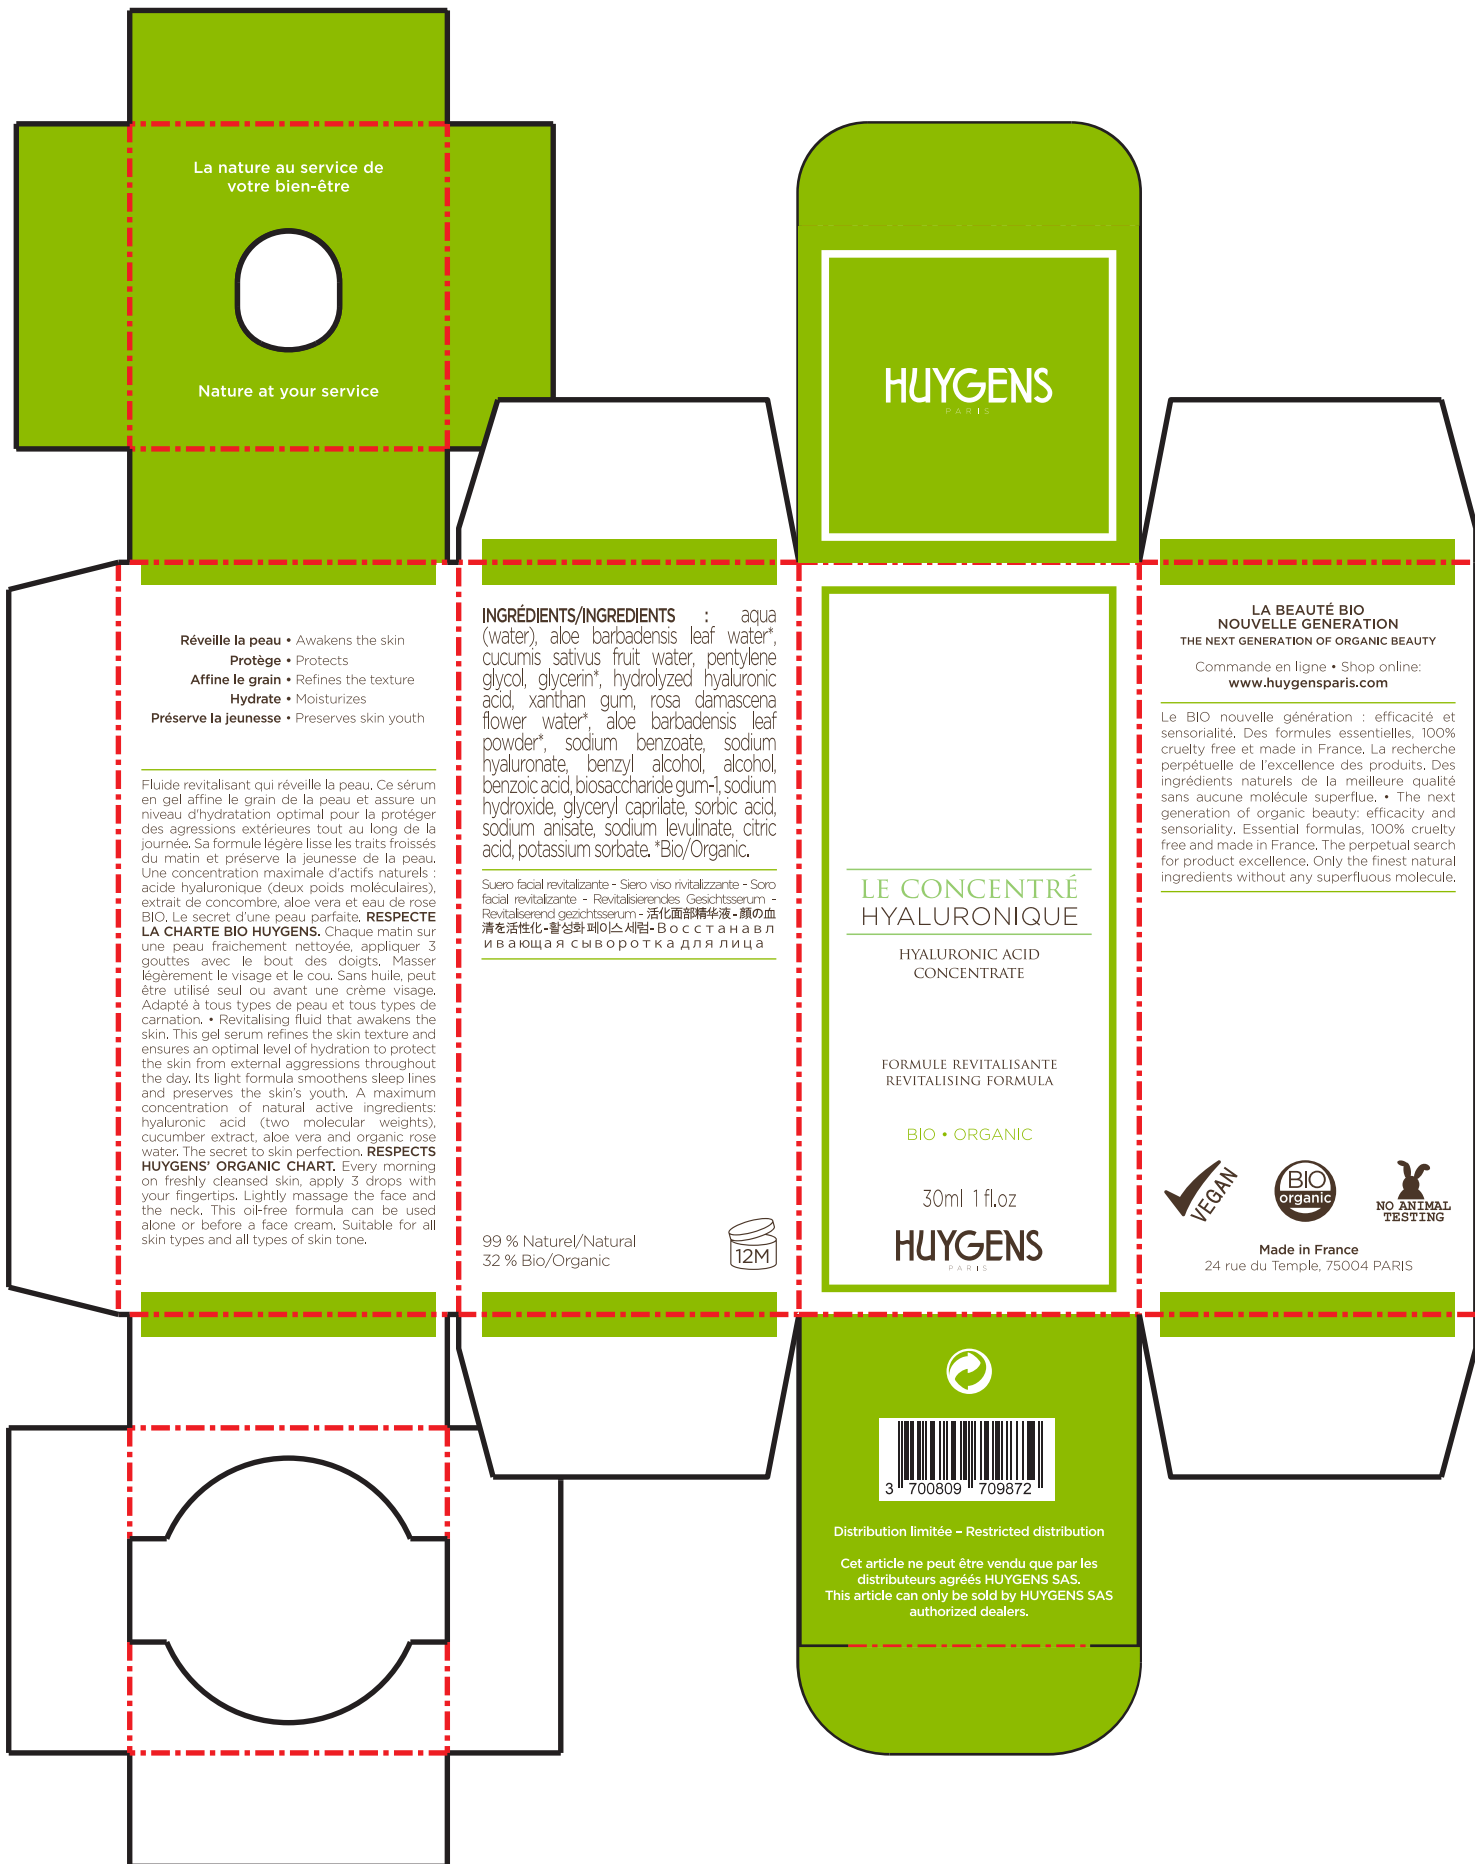 La nature au service de
votre bien-être
Nature at your service
HUYGENS
PARIS
Réveille la peau • Awakens the skin
Protège • Protects
Affine le grain • Refines the texture
Hydrate • Moisturizes
Préserve la jeunesse • Preserves skin youth
Fluide revitalisant qui réveille la peau. Ce sérum
en gel affine le grain de la peau et assure un
niveau d'hydratation optimal pour la protéger
des agressions extérieures tout au long de la
journée. Sa formule légère lisse les traits froissés
du matin et préserve la jeunesse de la peau.
Une concentration maximale d'actifs naturels :
acide hyaluronique (deux poids moléculaires),
extrait de concombre, aloe vera et eau de rose
BIO. Le secret d'une peau parfaite. RESPECTE
LA CHARTE BIO HUYGENS. Chaque matin sur
une peau fraichement nettoyée, appliquer 3
gouttes avec le bout des doigts. Masser
légèrement le visage et le cou. Sans huile, peut
être utilisé seul ou avant une crème visage.
Adapté à tous types de peau et tous types de
carnation. • Revitalising fluid that awakens the
skin. This gel serum refines the skin texture and
ensures an optimal level of hydration to protect
the skin from external aggressions throughout
the day. Its light formula smoothens sleep lines
and preserves the skin's youth. A maximum
concentration of natural active ingredients:
hyaluronic acid (two molecular weights),
cucumber extract, aloe vera and organic rose
water. The secret to skin perfection. RESPECTS
HUYGENS' ORGANIC CHART. Every morning
on freshly cleansed skin, apply 3 drops with
your fingertips. Lightly massage the face and
the neck. This oil-free formula can be used
alone or before a face cream. Suitable for all
skin types and all types of skin tone.
INGRÉDIENTS/INGREDIENTS : aqua
(water), aloe barbadensis leaf water*,
cucumis sativus fruit water, pentylene
glycol, glycerin*, hydrolyzed hyaluronic
acid, xanthan gum, rosa damascena
flower water*, aloe barbadensis leaf
powder*, sodium benzoate, sodium
hyaluronate, benzyl alcohol, alcohol,
benzoic acid, biosaccharide gum-1, sodium
hydroxide, glyceryl caprilate, sorbic acid,
sodium anisate, sodium levulinate, citric
acid, potassium sorbate. *Bio/Organic.
Suero facial revitalizante - Siero viso rivitalizzante - Soro
facial revitalizante - Revitalisierendes Gesichtsserum -
Revitaliserend gezichtsserum - 活化面部精华液 - 顔の血
清を活性化 - 활성화 페이스 세럼 - Восстанавл
ивающая сыворотка для лица
99 % Naturel/Natural
32 % Bio/Organic
12M
LE CONCENTRÉ
HYALURONIQUE
HYALURONIC ACID
CONCENTRATE
FORMULE REVITALISANTE
REVITALISING FORMULA
BIO • ORGANIC
30ml 1 fl.oz
HUYGENS
PARIS
LA BEAUTÉ BIO
NOUVELLE GENERATION
THE NEXT GENERATION OF ORGANIC BEAUTY
Commande en ligne • Shop online:
www.huygensparis.com
Le BIO nouvelle génération : efficacité et
sensorialité. Des formules essentielles, 100%
cruelty free et made in France. La recherche
perpétuelle de l'excellence des produits. Des
ingrédients naturels de la meilleure qualité
sans aucune molécule superflue. • The next
generation of organic beauty: efficacity and
sensoriality. Essential formulas, 100% cruelty
free and made in France. The perpetual search
for product excellence. Only the finest natural
ingredients without any superfluous molecule.
VEGAN
BIO
organic
NO ANIMAL
TESTING
Made in France
24 rue du Temple, 75004 PARIS
3 700809 709872
Distribution limitée – Restricted distribution
Cet article ne peut être vendu que par les
distributeurs agréés HUYGENS SAS.
This article can only be sold by HUYGENS SAS
authorized dealers.